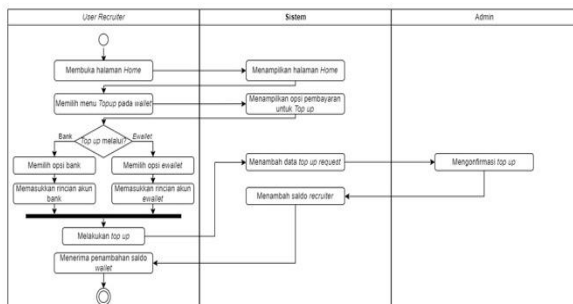 User Recruiter
Sistem
Admin
Membuka halaman Home
Menampilkan halaman Home
Memilih menu Topup pada wallet
Menampilkan opsi pembayaran
untuk Top up
Bank
Top up melalui?
Ewallet
Memilih opsi bank
Memilih opsi ewallet
Menambah data top up request
Mengonfirmasi top up
Memasukkan rincian akun
bank
Memasukkan rincian akun
ewallet
Menambah saldo recruiter
Melakukan top up
Menerima penambahan saldo
wallet